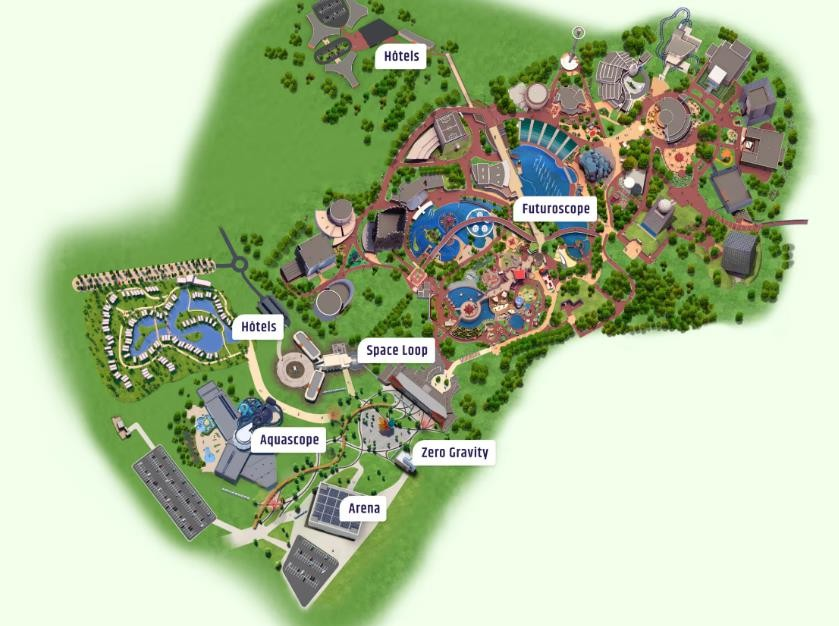 Hôtels
Futuroscope
Hôtels
Space Loop
Aquascope
Zero Gravity
Arena